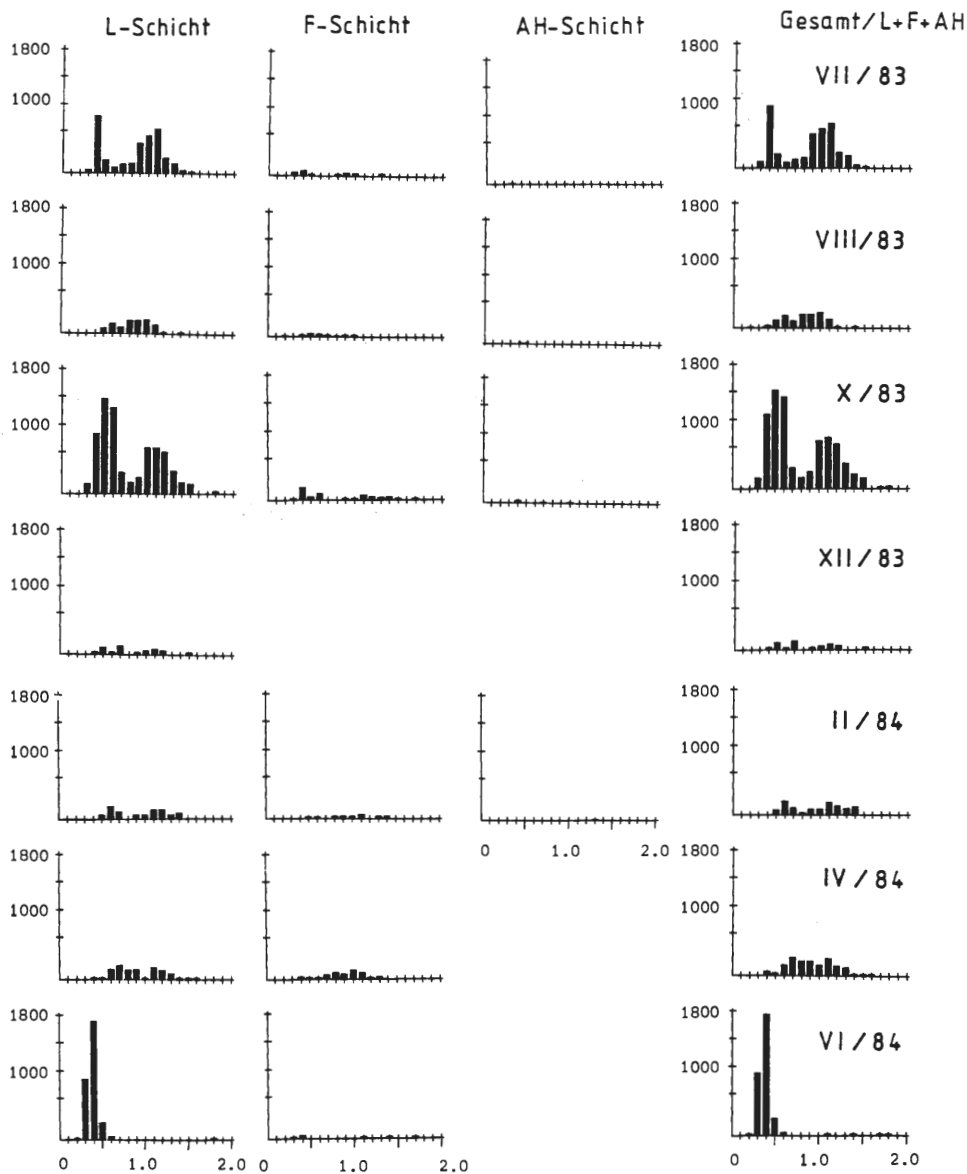 L-Schicht F-Schicht AH-Schicht Gesamt/L+F+AH
1800 1800 VII/83
1000 1000
1800 1800 VIII/83
1000 1000
1800 1800 X/83
1000 1000
1800 1800 XII/83
1000 1000
1800 1800 II/84
1000 1000
0 1.0 2.0
1800 1800 IV/84
1000 1000
1800 1800 VI/84
1000 1000
0 1.0 2.0 0 1.0 2.0 0 1.0 2.0